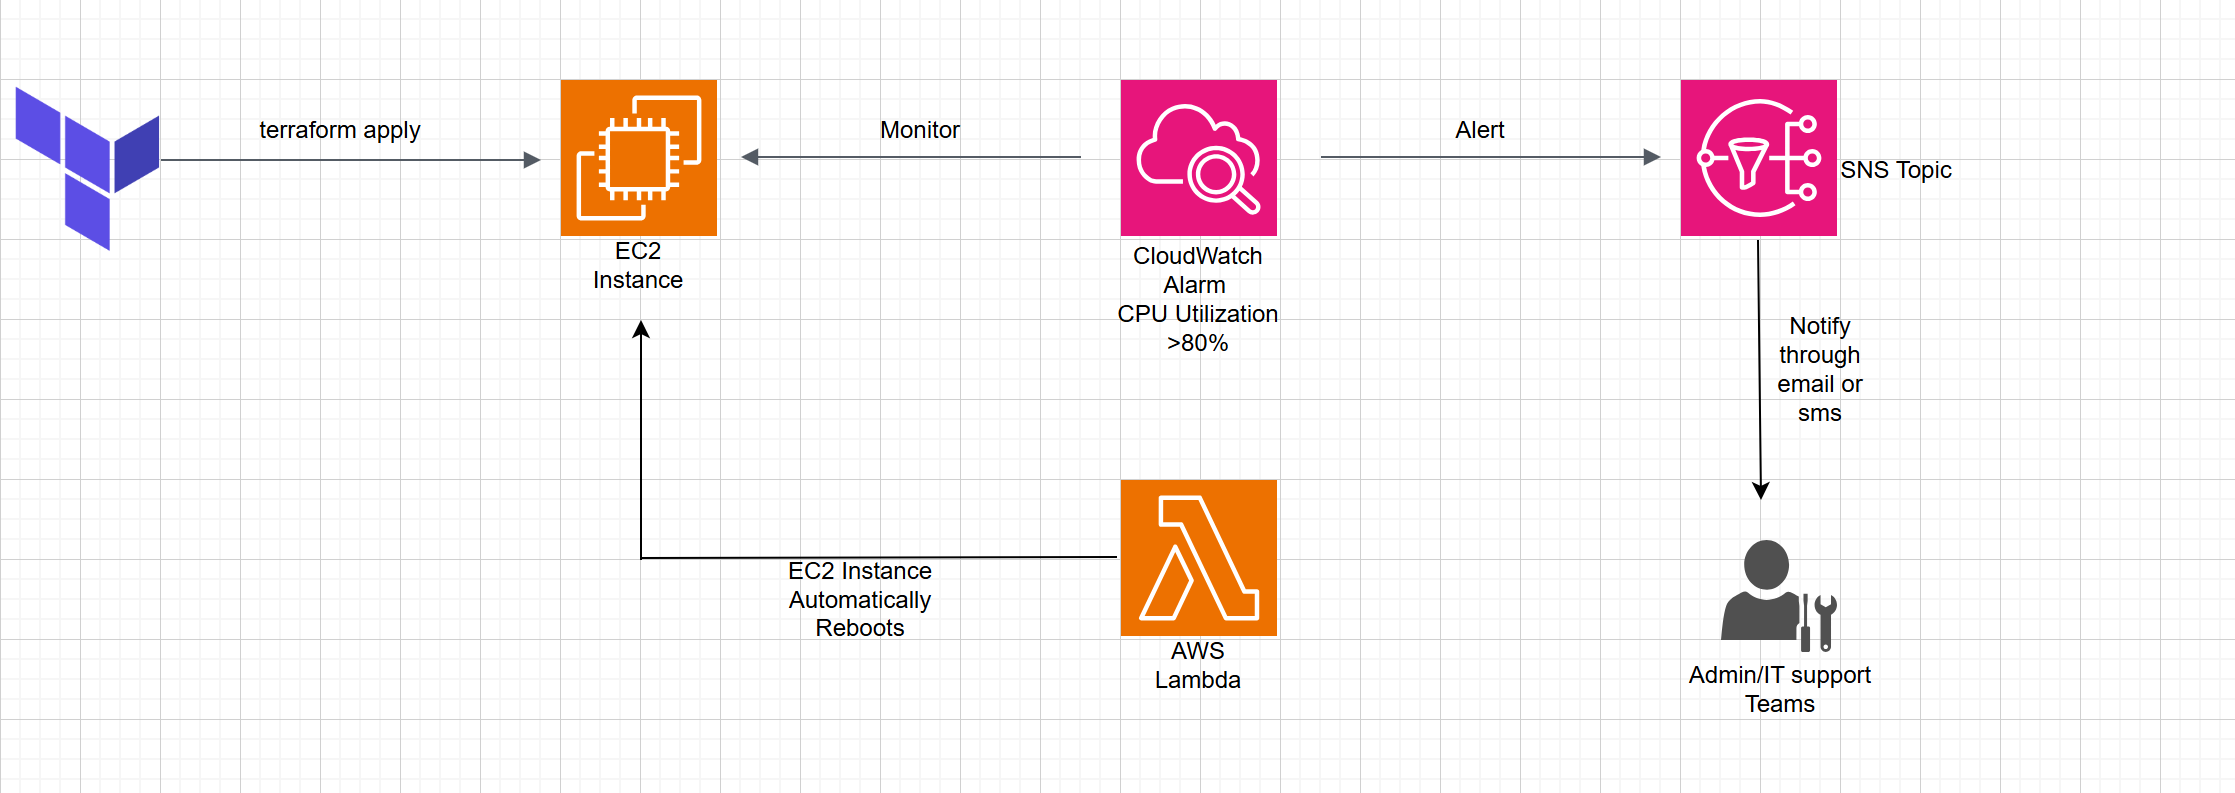 terraform apply
Monitor
Alert
SNS Topic
EC2
Instance
CloudWatch
Alarm
CPU Utilization
>80%
Notify
through
email or
sms
EC2 Instance
Automatically
Reboots
AWS
Lambda
Admin/IT support
Teams